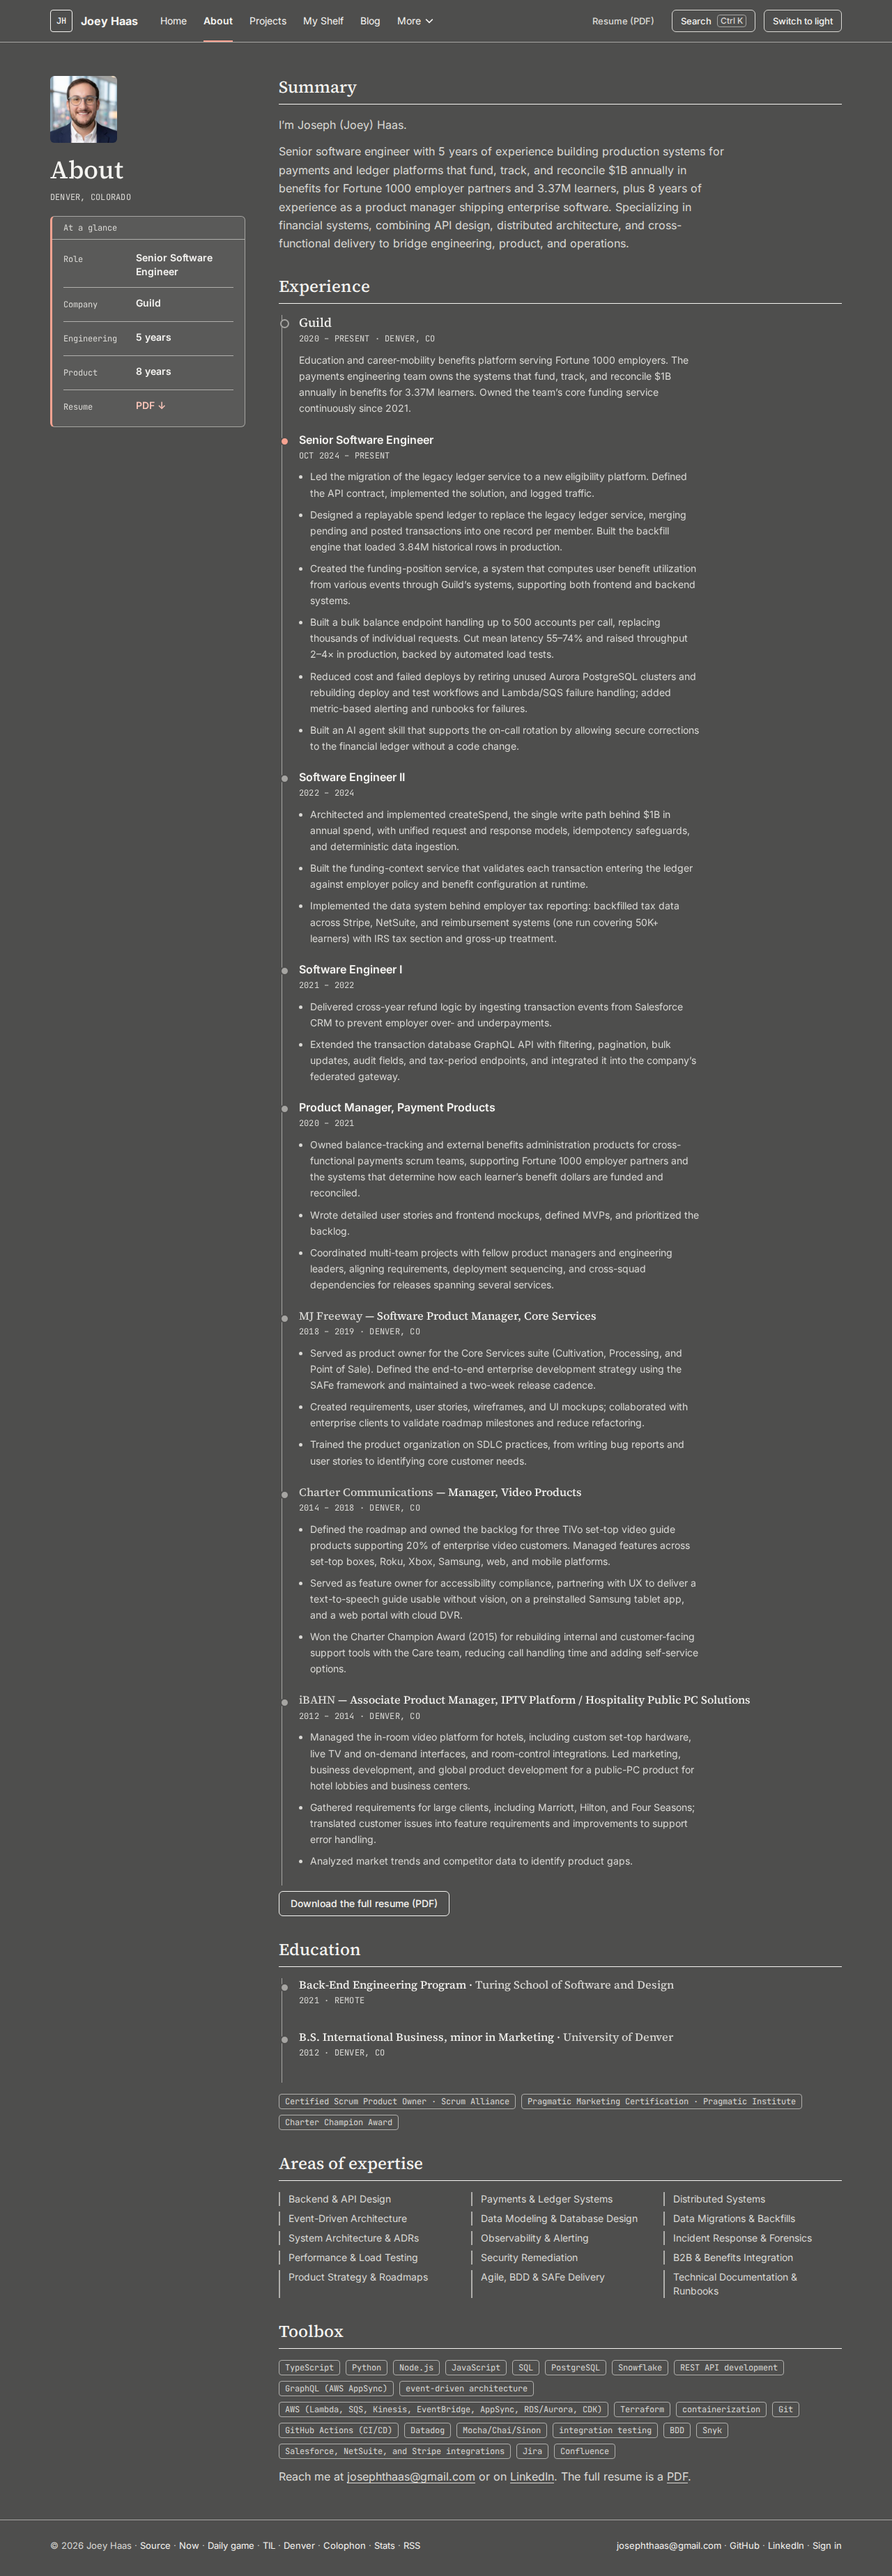 JH Joey Haas Home About Projects My Shelf Blog More Resume (PDF) Search Ctrl K Switch to light
About
DENVER, COLORADO
At a glance
Role Senior Software Engineer
Company Guild
Engineering 5 years
Product 8 years
Resume PDF ↓
Summary
I’m Joseph (Joey) Haas.
Senior software engineer with 5 years of experience building production systems for
payments and ledger platforms that fund, track, and reconcile $1B annually in
benefits for Fortune 1000 employer partners and 3.37M learners, plus 8 years of
experience as a product manager shipping enterprise software. Specializing in
financial systems, combining API design, distributed architecture, and cross-
functional delivery to bridge engineering, product, and operations.
Experience
Guild
2020 – PRESENT · DENVER, CO
Education and career-mobility benefits platform serving Fortune 1000 employers. The
payments engineering team owns the systems that fund, track, and reconcile $1B
annually in benefits for 3.37M learners. Owned the team’s core funding service
continuously since 2021.
Senior Software Engineer
OCT 2024 – PRESENT
• Led the migration of the legacy ledger service to a new eligibility platform. Defined
the API contract, implemented the solution, and logged traffic.
• Designed a replayable spend ledger to replace the legacy ledger service, merging
pending and posted transactions into one record per member. Built the backfill
engine that loaded 3.84M historical rows in production.
• Created the funding-position service, a system that computes user benefit utilization
from various events through Guild’s systems, supporting both frontend and backend
systems.
• Built a bulk balance endpoint handling up to 500 accounts per call, replacing
thousands of individual requests. Cut mean latency 55–74% and raised throughput
2–4× in production, backed by automated load tests.
• Reduced cost and failed deploys by retiring unused Aurora PostgreSQL clusters and
rebuilding deploy and test workflows and Lambda/SQS failure handling; added
metric-based alerting and runbooks for failures.
• Built an AI agent skill that supports the on-call rotation by allowing secure corrections
to the financial ledger without a code change.
Software Engineer II
2022 – 2024
• Architected and implemented createSpend, the single write path behind $1B in
annual spend, with unified request and response models, idempotency safeguards,
and deterministic data ingestion.
• Built the funding-context service that validates each transaction entering the ledger
against employer policy and benefit configuration at runtime.
• Implemented the data system behind employer tax reporting: backfilled tax data
across Stripe, NetSuite, and reimbursement systems (one run covering 50K+
learners) with IRS tax section and gross-up treatment.
Software Engineer I
2021 – 2022
• Delivered cross-year refund logic by ingesting transaction events from Salesforce
CRM to prevent employer over- and underpayments.
• Extended the transaction database GraphQL API with filtering, pagination, bulk
updates, audit fields, and tax-period endpoints, and integrated it into the company’s
federated gateway.
Product Manager, Payment Products
2020 – 2021
• Owned balance-tracking and external benefits administration products for cross-
functional payments scrum teams, supporting Fortune 1000 employer partners and
the systems that determine how each learner’s benefit dollars are funded and
reconciled.
• Wrote detailed user stories and frontend mockups, defined MVPs, and prioritized the
backlog.
• Coordinated multi-team projects with fellow product managers and engineering
leaders, aligning requirements, deployment sequencing, and cross-squad
dependencies for releases spanning several services.
MJ Freeway — Software Product Manager, Core Services
2018 – 2019 · DENVER, CO
• Served as product owner for the Core Services suite (Cultivation, Processing, and
Point of Sale). Defined the end-to-end enterprise development strategy using the
SAFe framework and maintained a two-week release cadence.
• Created requirements, user stories, wireframes, and UI mockups; collaborated with
enterprise clients to validate roadmap milestones and reduce refactoring.
• Trained the product organization on SDLC practices, from writing bug reports and
user stories to identifying core customer needs.
Charter Communications — Manager, Video Products
2014 – 2018 · DENVER, CO
• Defined the roadmap and owned the backlog for three TiVo set-top video guide
products supporting 20% of enterprise video customers. Managed features across
set-top boxes, Roku, Xbox, Samsung, web, and mobile platforms.
• Served as feature owner for accessibility compliance, partnering with UX to deliver a
text-to-speech guide usable without vision, on a preinstalled Samsung tablet app,
and a web portal with cloud DVR.
• Won the Charter Champion Award (2015) for rebuilding internal and customer-facing
support tools with the Care team, reducing call handling time and adding self-service
options.
iBAHN — Associate Product Manager, IPTV Platform / Hospitality Public PC Solutions
2012 – 2014 · DENVER, CO
• Managed the in-room video platform for hotels, including custom set-top hardware,
live TV and on-demand interfaces, and room-control integrations. Led marketing,
business development, and global product development for a public-PC product for
hotel lobbies and business centers.
• Gathered requirements for large clients, including Marriott, Hilton, and Four Seasons;
translated customer issues into feature requirements and improvements to support
error handling.
• Analyzed market trends and competitor data to identify product gaps.
Download the full resume (PDF)
Education
Back-End Engineering Program · Turing School of Software and Design
2021 · REMOTE
B.S. International Business, minor in Marketing · University of Denver
2012 · DENVER, CO
Certified Scrum Product Owner · Scrum Alliance Pragmatic Marketing Certification · Pragmatic Institute
Charter Champion Award
Areas of expertise
Backend & API Design Payments & Ledger Systems Distributed Systems
Event-Driven Architecture Data Modeling & Database Design Data Migrations & Backfills
System Architecture & ADRs Observability & Alerting Incident Response & Forensics
Performance & Load Testing Security Remediation B2B & Benefits Integration
Product Strategy & Roadmaps Agile, BDD & SAFe Delivery Technical Documentation &
Runbooks
Toolbox
TypeScript Python Node.js JavaScript SQL PostgreSQL Snowflake REST API development
GraphQL (AWS AppSync) event-driven architecture
AWS (Lambda, SQS, Kinesis, EventBridge, AppSync, RDS/Aurora, CDK) Terraform containerization Git
GitHub Actions (CI/CD) Datadog Mocha/Chai/Sinon integration testing BDD Snyk
Salesforce, NetSuite, and Stripe integrations Jira Confluence
Reach me at josephthaas@gmail.com or on LinkedIn. The full resume is a PDF.
© 2026 Joey Haas · Source · Now · Daily game · TIL · Denver · Colophon · Stats · RSS josephthaas@gmail.com · GitHub · LinkedIn · Sign in